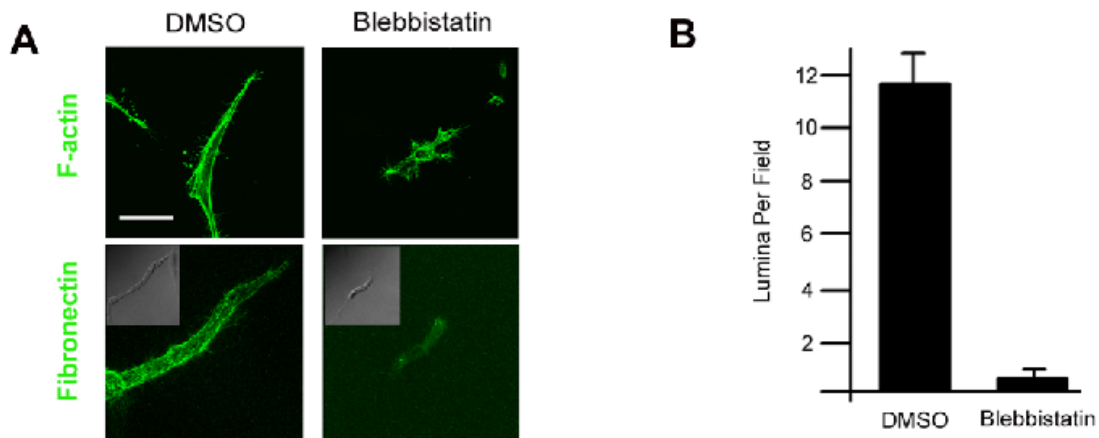 A
DMSO
Blebbistatin
F-actin
Fibronectin
B
Lumina Per Field
12
10
8
6
4
2
DMSO
Blebbistatin